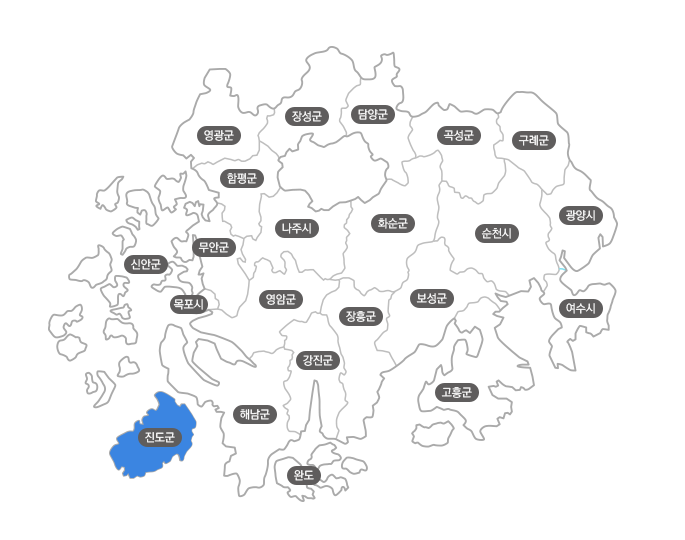 장성군
담양군
영광군
곡성군
구례군
함평군
광양시
화순군
나주시
순천시
무안군
신안군
영암군
보성군
목포시
여수시
장흥군
강진군
고흥군
해남군
진도군
완도